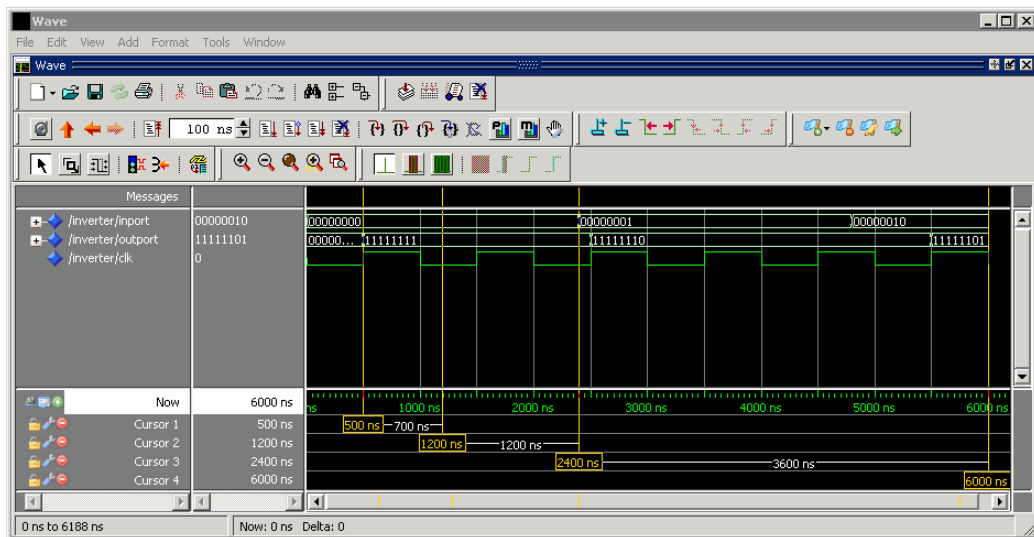 Wave
File Edit View Add Format Tools Window
Wave
100 ns
Messages
/inverter/inport 00000010 00000000 00000001 00000010
/inverter/outport 11111101 00000... 11111111 11111110 11111101
/inverter/clk 0
Now 6000 ns ns 1000 ns 2000 ns 3000 ns 4000 ns 5000 ns 6000 ns
Cursor 1 500 ns 500 ns 700 ns
Cursor 2 1200 ns 1200 ns 1200 ns
Cursor 3 2400 ns 2400 ns 3600 ns
Cursor 4 6000 ns 6000 ns
0 ns to 6188 ns Now: 0 ns Delta: 0